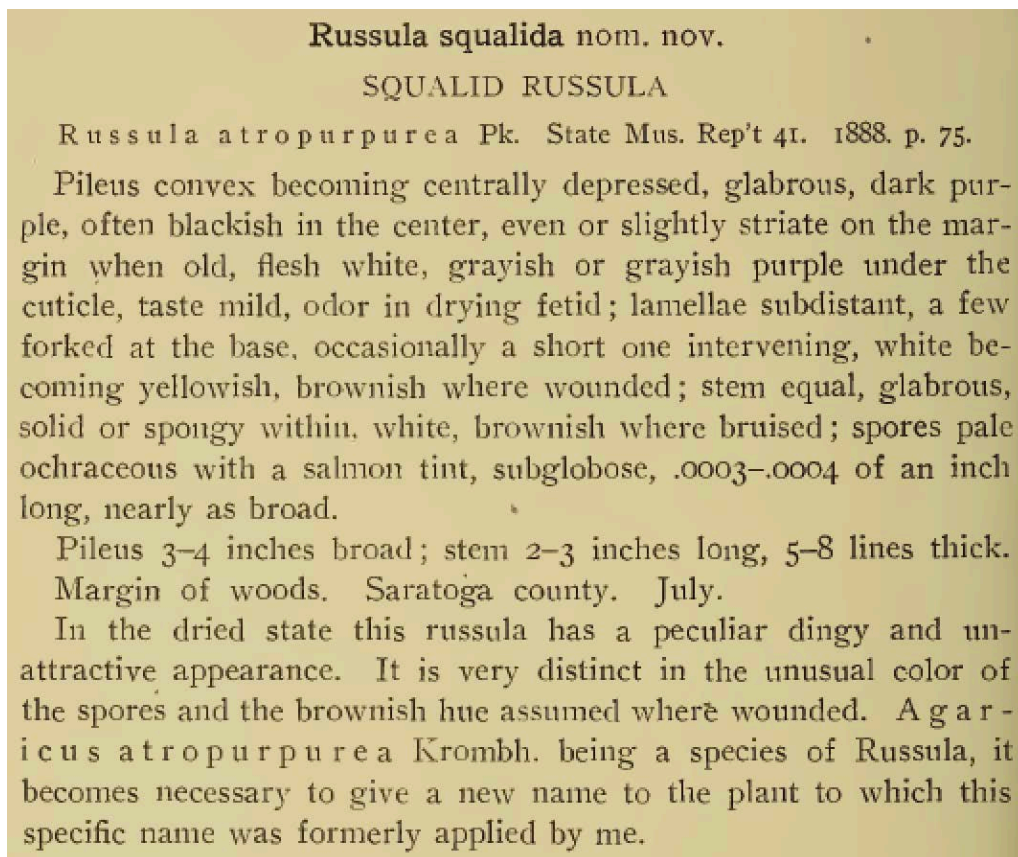 Russula squalida nom. nov.
SQUALID RUSSULA
Russula atropurpurea Pk. State Mus. Rep't 41. 1888. p. 75.
Pileus convex becoming centrally depressed, glabrous, dark pur-
ple, often blackish in the center, even or slightly striate on the mar-
gin when old, flesh white, grayish or grayish purple under the
cuticle, taste mild, odor in drying fetid; lamellae subdistant, a few
forked at the base, occasionally a short one intervening, white be-
coming yellowish, brownish where wounded; stem equal, glabrous,
solid or spongy within, white, brownish where bruised; spores pale
ochraceous with a salmon tint, subglobose, .0003–.0004 of an inch
long, nearly as broad.
Pileus 3–4 inches broad; stem 2–3 inches long, 5–8 lines thick.
Margin of woods. Saratoga county. July.
In the dried state this russula has a peculiar dingy and un-
attractive appearance. It is very distinct in the unusual color of
the spores and the brownish hue assumed where wounded. Agar-
icus atropurpurea Krombh. being a species of Russula, it
becomes necessary to give a new name to the plant to which this
specific name was formerly applied by me.